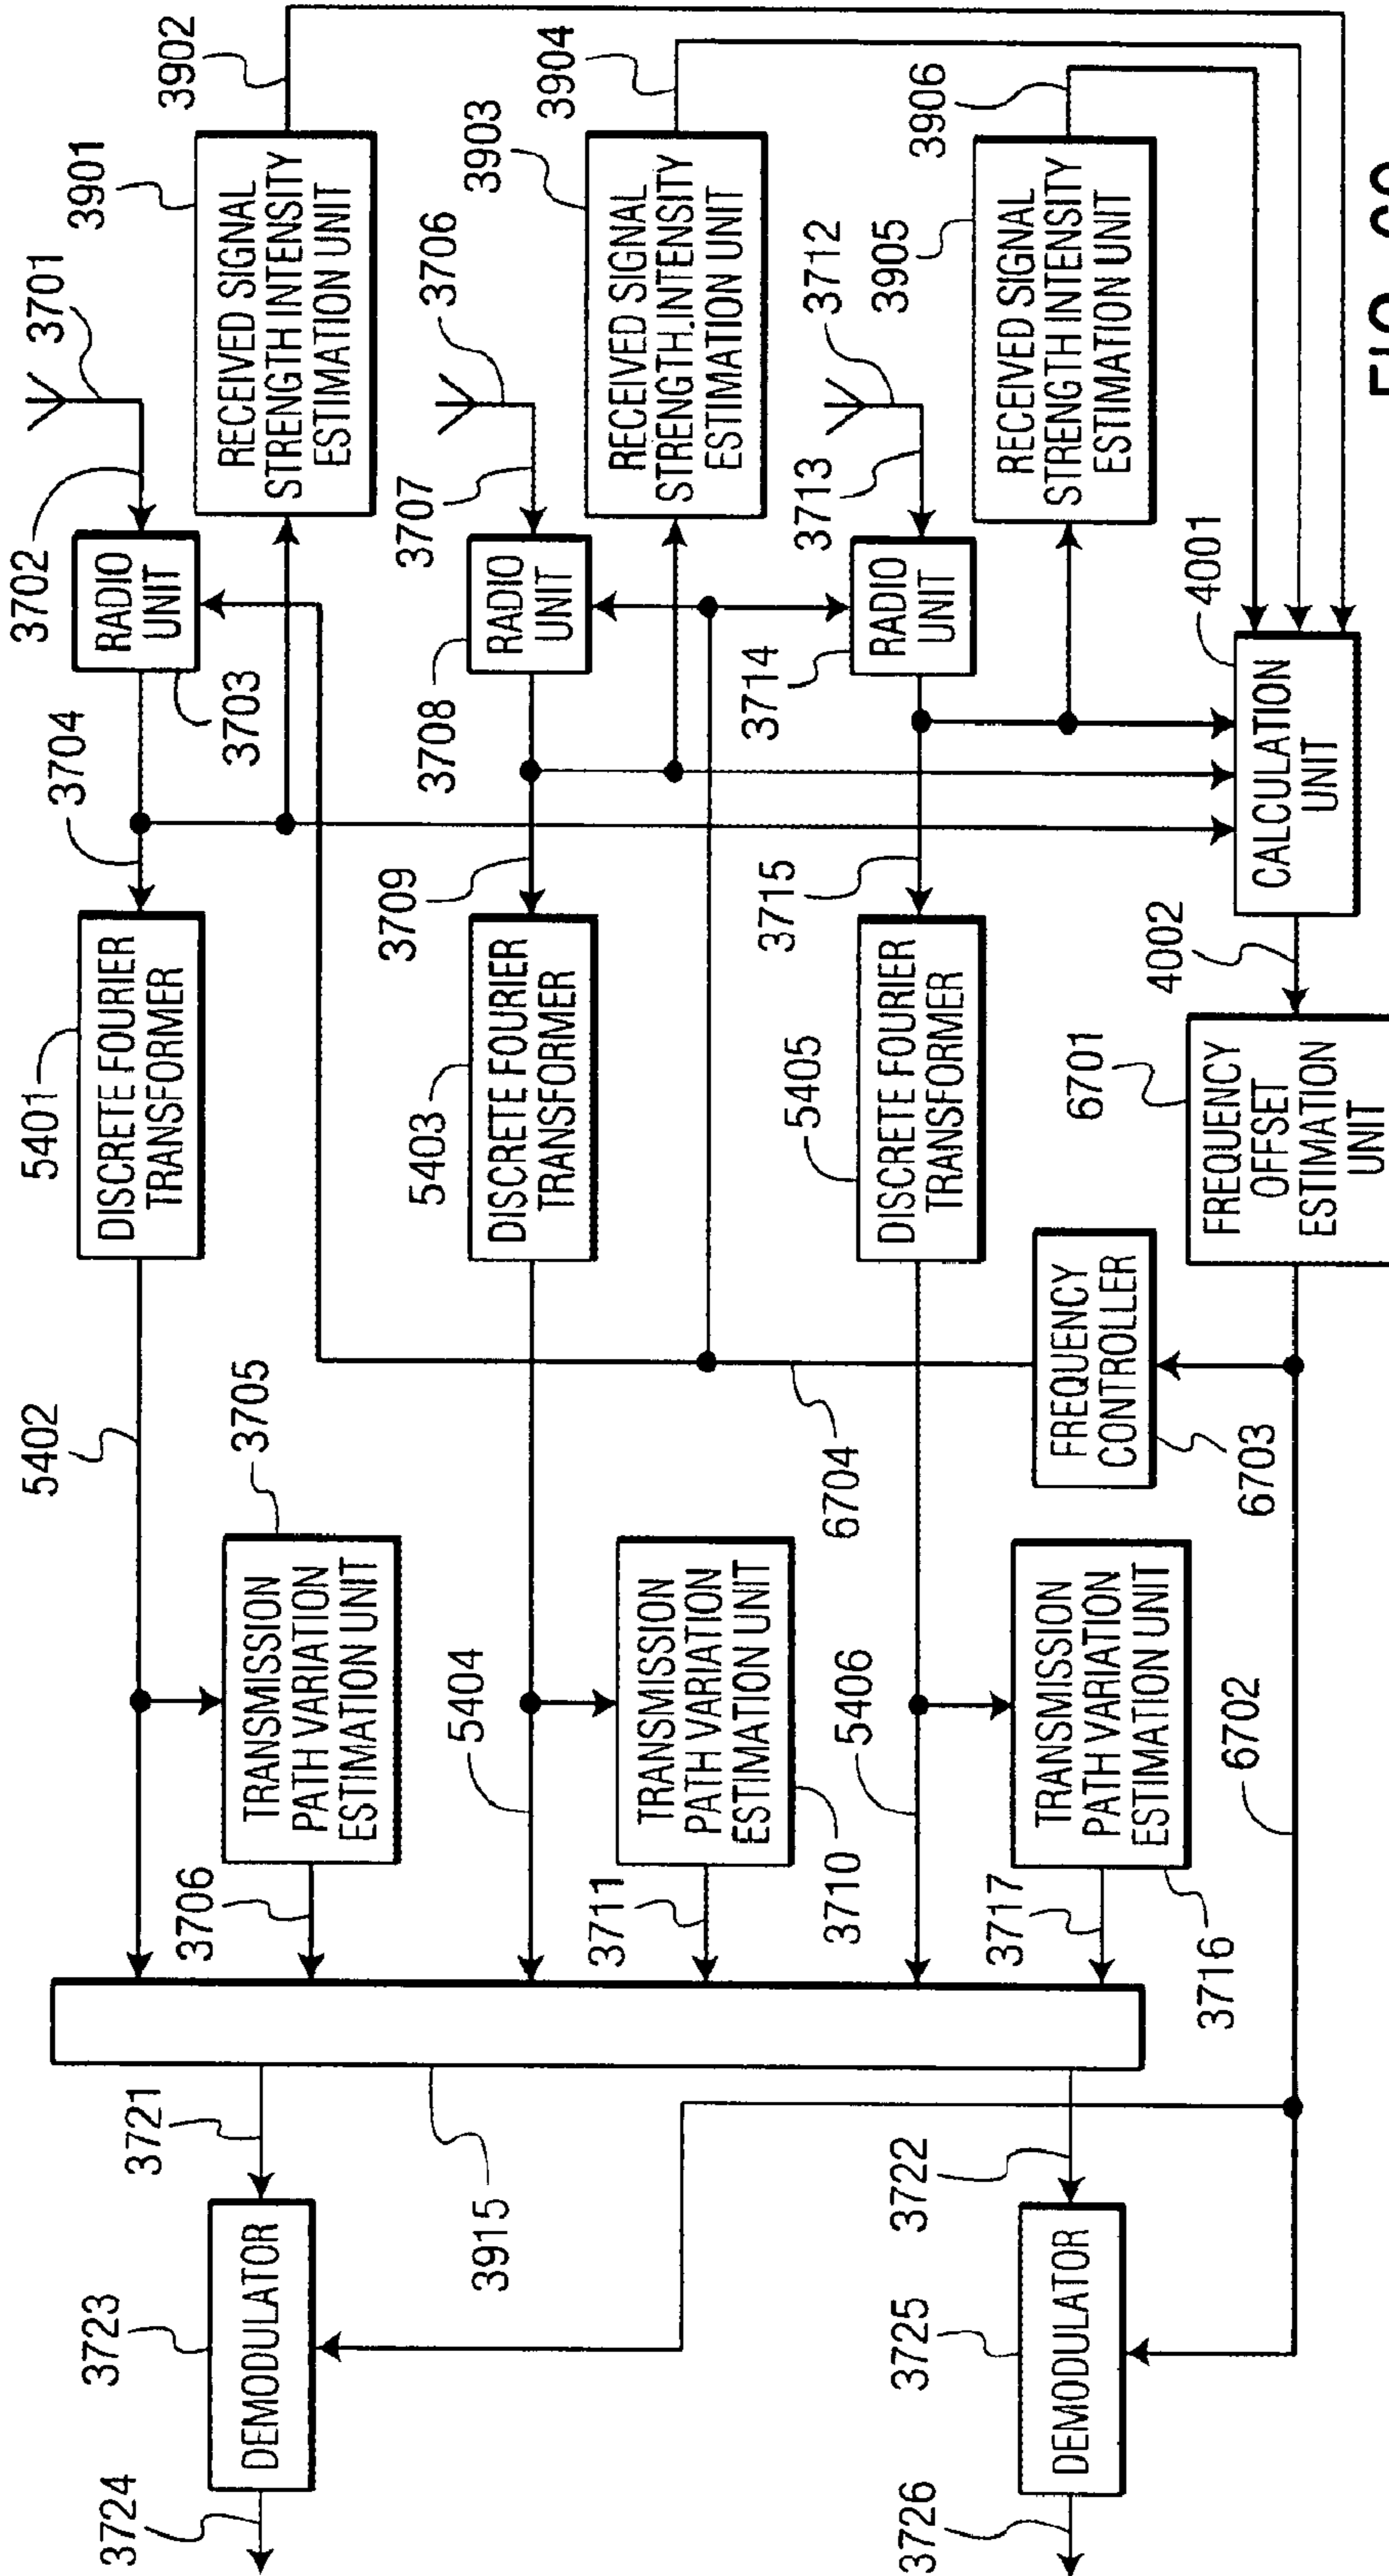 3724
3723
DEMODULATOR
3721
3706
5402
TRANSMISSION
PATH VARIATION
ESTIMATION UNIT
3705
5401
DISCRETE FOURIER
TRANSFORMER
3704
3703
RADIO
UNIT
3702
3701
3901
RECEIVED SIGNAL
STRENGTH INTENSITY
ESTIMATION UNIT
3902
3915
5404
3711
TRANSMISSION
PATH VARIATION
ESTIMATION UNIT
3710
5403
DISCRETE FOURIER
TRANSFORMER
3709
3708
RADIO
UNIT
3707
3706
3903
RECEIVED SIGNAL
STRENGTH INTENSITY
ESTIMATION UNIT
3904
3726
3725
DEMODULATOR
3722
5406
3717
TRANSMISSION
PATH VARIATION
ESTIMATION UNIT
3716
6704
5405
DISCRETE FOURIER
TRANSFORMER
3715
3714
RADIO
UNIT
3713
3712
3905
RECEIVED SIGNAL
STRENGTH INTENSITY
ESTIMATION UNIT
3906
6702
6703
FREQUENCY
CONTROLLER
6701
FREQUENCY
OFFSET
ESTIMATION
UNIT
4002
CALCULATION
UNIT
4001